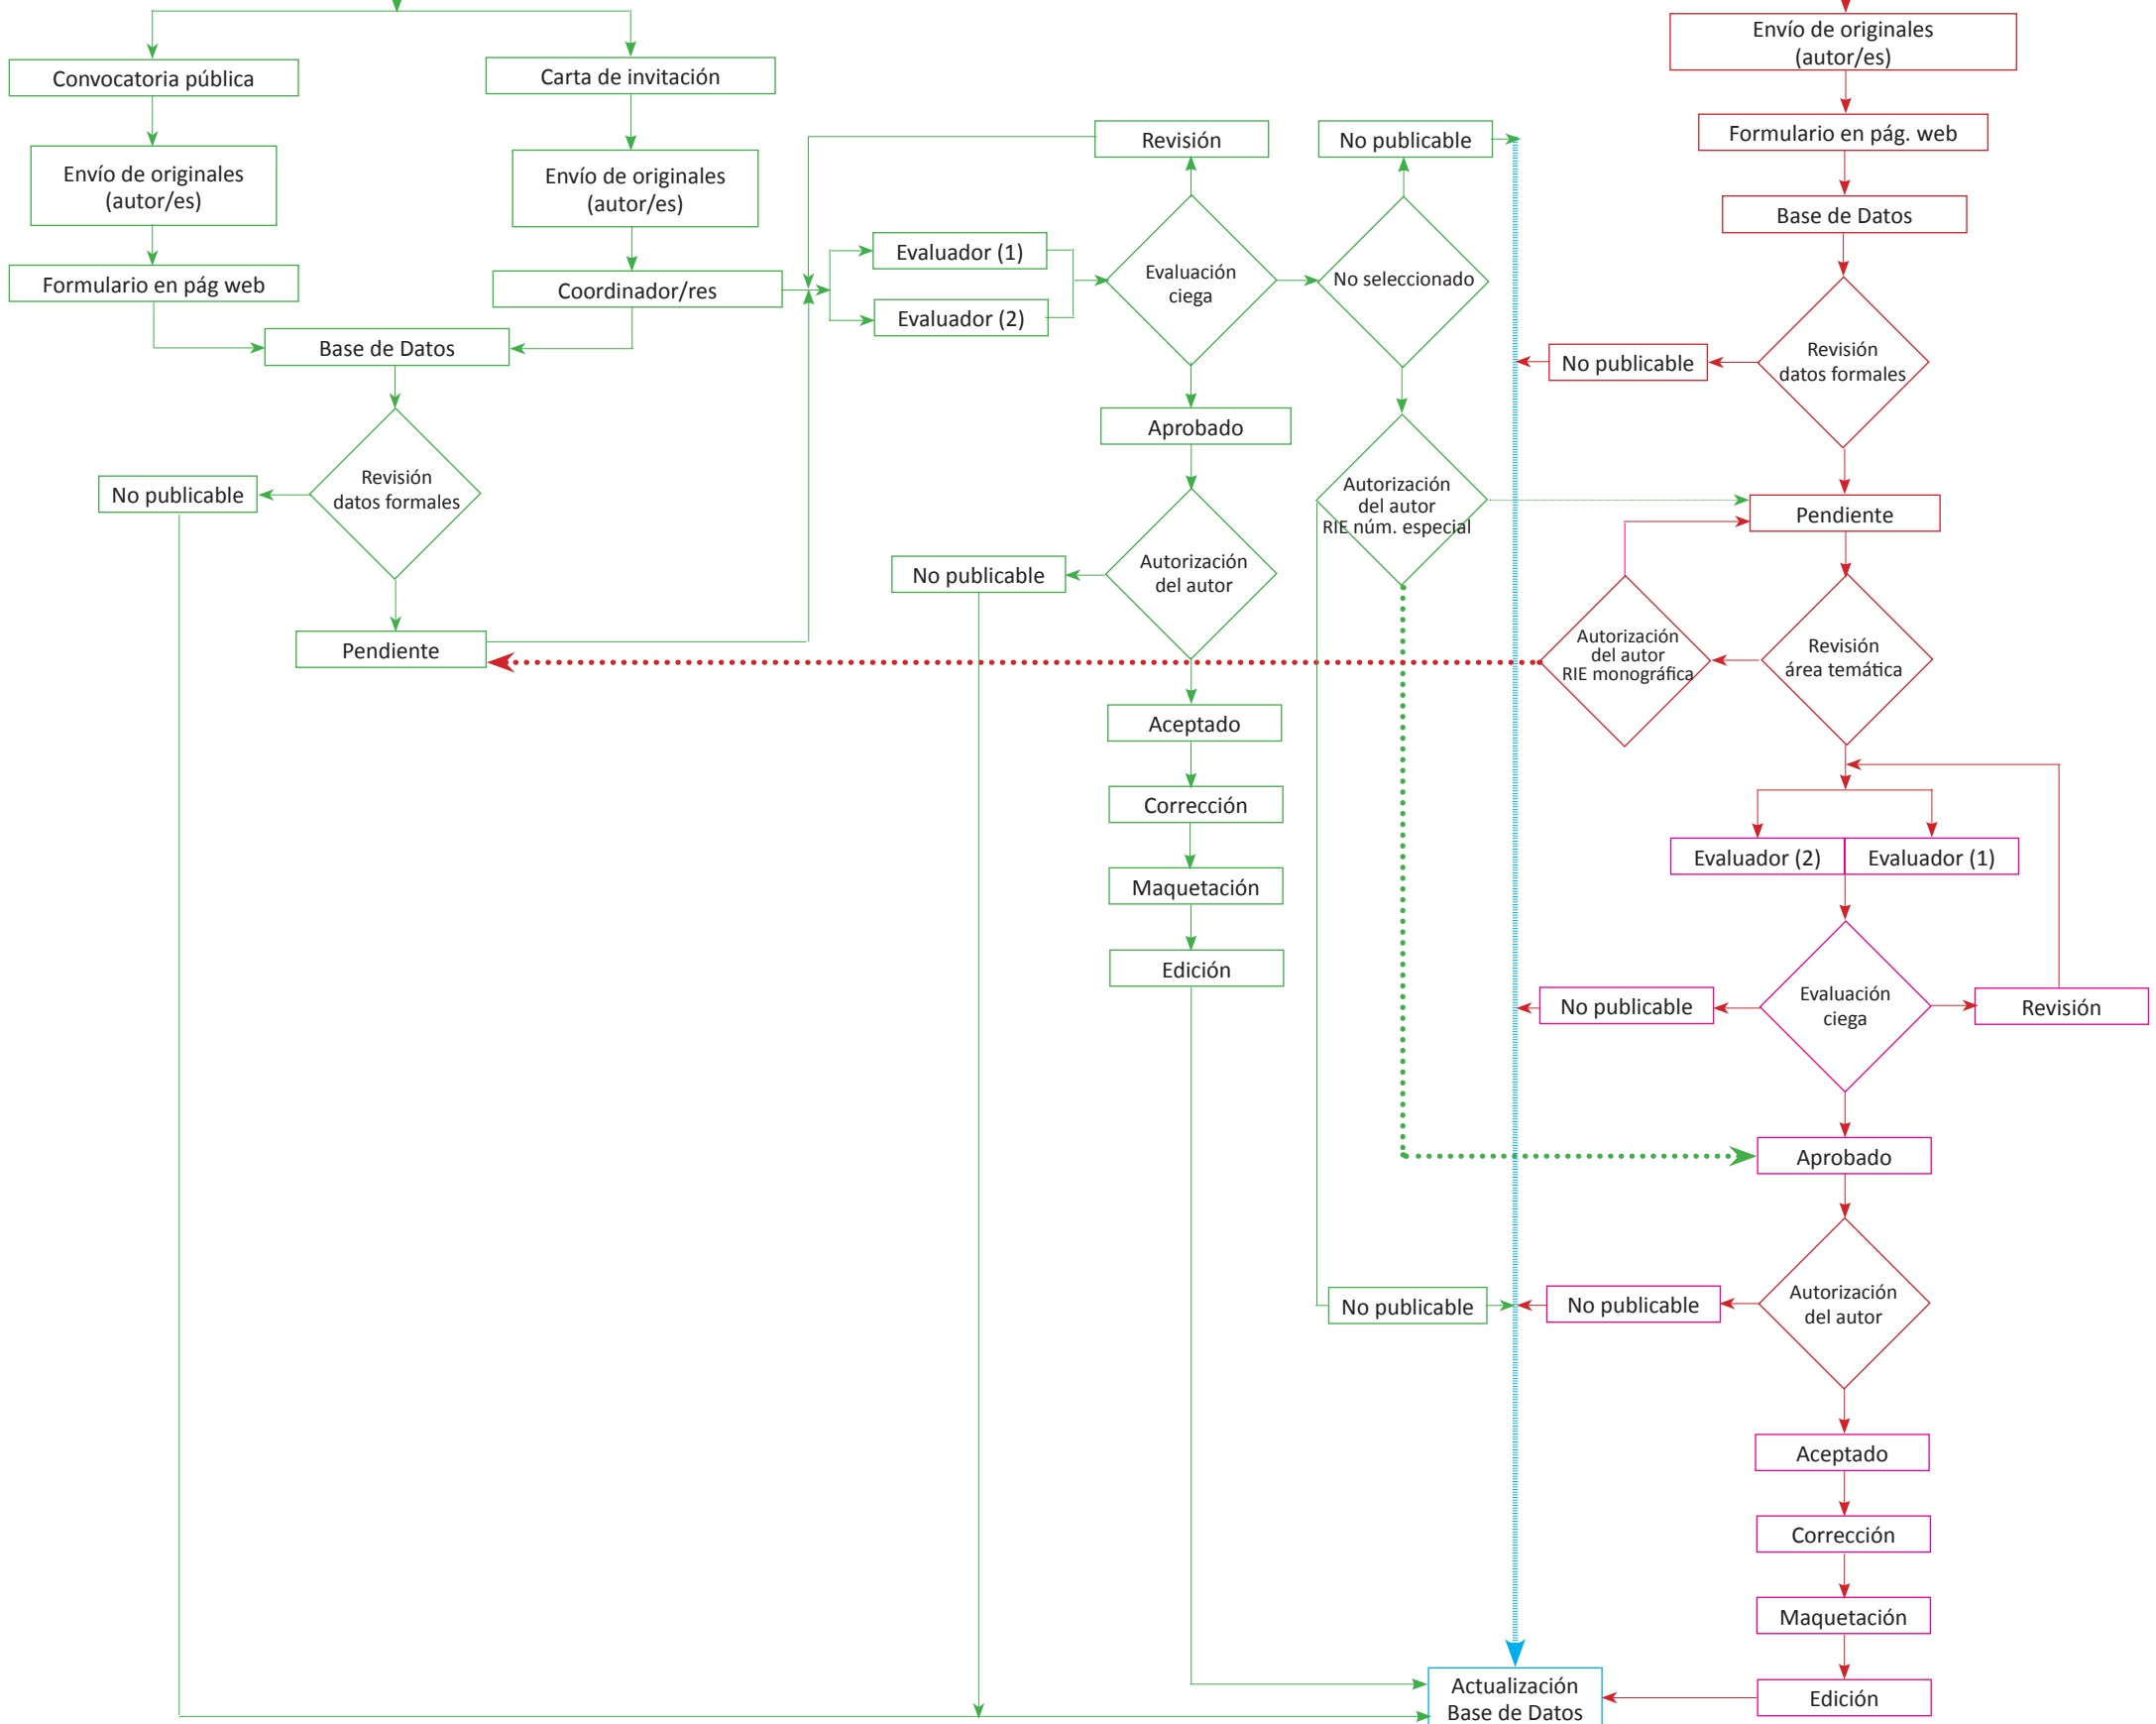 Convocatoria pública
Envío de originales
(autor/es)
Formulario en pág web
Carta de invitación
Envío de originales
(autor/es)
Coordinador/res
Base de Datos
Revisión
datos formales
No publicable
Pendiente
Evaluador (1)
Evaluador (2)
Revisión
Evaluación
ciega
Aprobado
Autorización
del autor
No publicable
Aceptado
Corrección
Maquetación
Edición
No publicable
No seleccionado
Autorización
del autor
RIE núm. especial
No publicable
Envío de originales
(autor/es)
Formulario en pág. web
Base de Datos
Revisión
datos formales
No publicable
Pendiente
Revisión
área temática
Autorización
del autor
RIE monográfica
Evaluador (2)
Evaluador (1)
Evaluación
ciega
No publicable
Revisión
Aprobado
Autorización
del autor
No publicable
Aceptado
Corrección
Maquetación
Edición
Actualización
Base de Datos